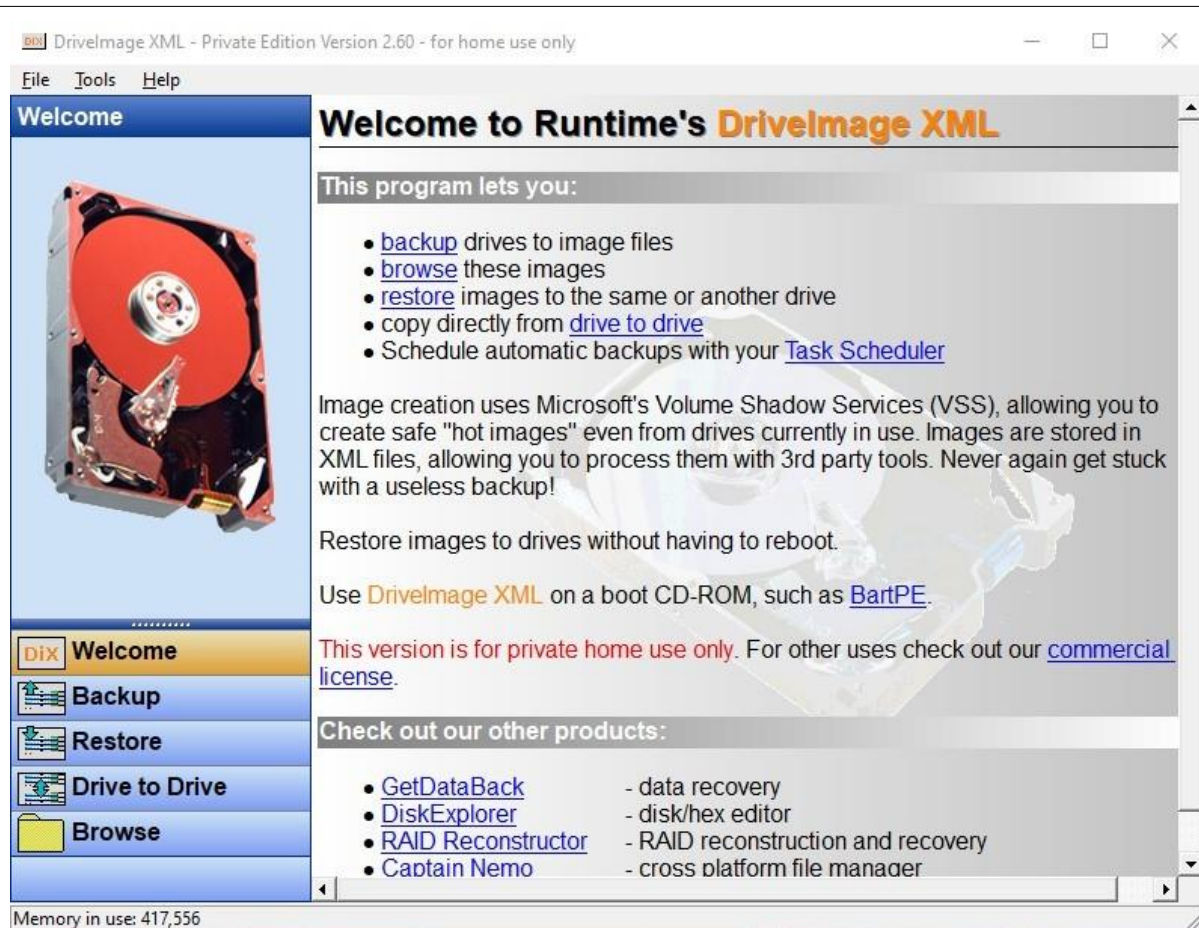 DiX DriveImage XML - Private Edition Version 2.60 - for home use only
File Tools Help
Welcome
Welcome to Runtime's DriveImage XML
This program lets you:
• backup drives to image files
• browse these images
• restore images to the same or another drive
• copy directly from drive to drive
• Schedule automatic backups with your Task Scheduler
Image creation uses Microsoft's Volume Shadow Services (VSS), allowing you to
create safe "hot images" even from drives currently in use. Images are stored in
XML files, allowing you to process them with 3rd party tools. Never again get stuck
with a useless backup!
Restore images to drives without having to reboot.
Use DriveImage XML on a boot CD-ROM, such as BartPE.
This version is for private home use only. For other uses check out our commercial
license.
Check out our other products:
• GetDataBack - data recovery
• DiskExplorer - disk/hex editor
• RAID Reconstructor - RAID reconstruction and recovery
• Captain Nemo - cross platform file manager
DiX Welcome
Backup
Restore
Drive to Drive
Browse
Memory in use: 417,556